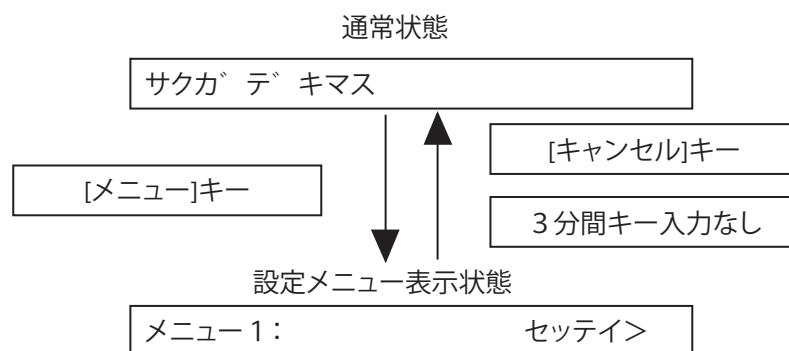 通常状態
サクカ゛テ゛キマス
[メニュー]キー
[キャンセル]キー
3分間キー入力なし
設定メニュー表示状態
メニュー1: セッテイ>